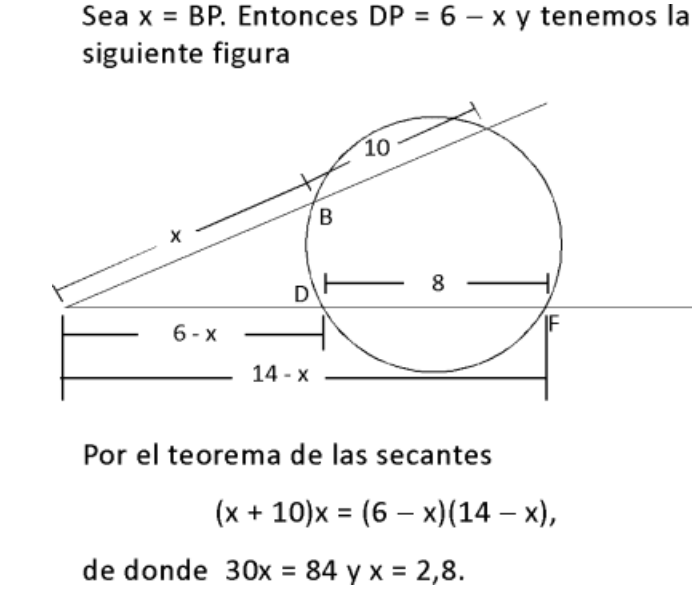 Sea x = BP. Entonces DP = 6 – x y tenemos la
siguiente figura
10
x
B
D
8
F
6 - x
14 - x
Por el teorema de las secantes
(x + 10)x = (6 – x)(14 – x),
de donde 30x = 84 y x = 2,8.